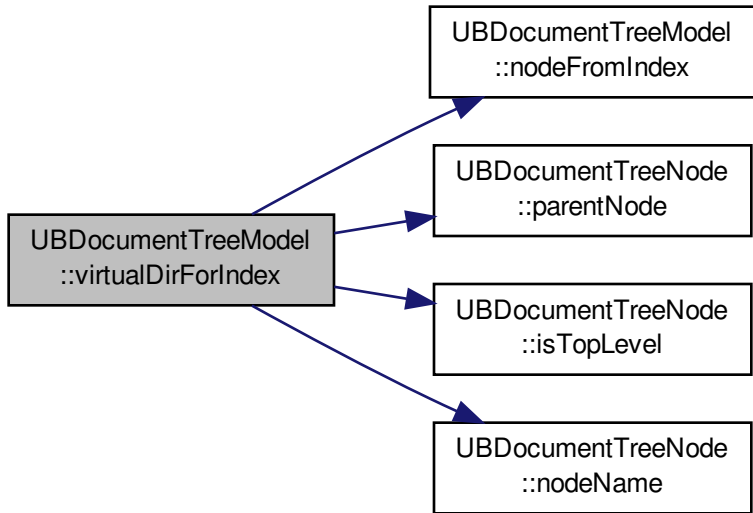 UBDocumentTreeModel
::nodeFromIndex
UBDocumentTreeNode
::parentNode
UBDocumentTreeModel
::virtualDirForIndex
UBDocumentTreeNode
::isTopLevel
UBDocumentTreeNode
::nodeName